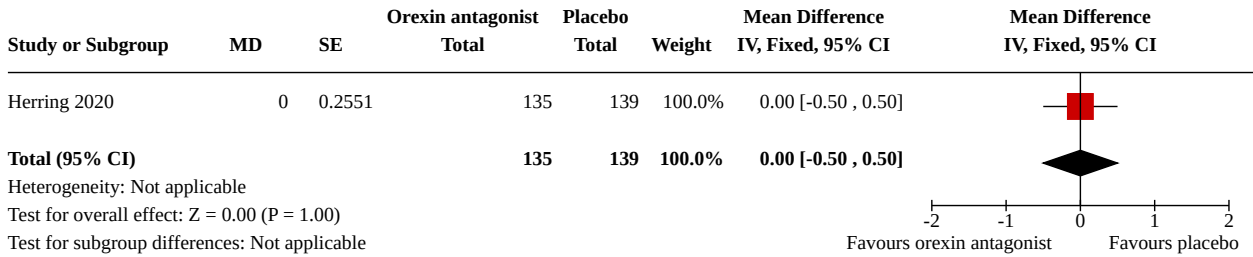 Orexin antagonist Placebo Mean Difference Mean Difference
Study or Subgroup MD SE Total Total Weight IV, Fixed, 95% CI IV, Fixed, 95% CI
Herring 2020 0 0.2551 135 139 100.0% 0.00 [-0.50 , 0.50]
Total (95% CI) 135 139 100.0% 0.00 [-0.50 , 0.50]
Heterogeneity: Not applicable
Test for overall effect: Z = 0.00 (P = 1.00)
-2 -1 0 1 2
Test for subgroup differences: Not applicable Favours orexin antagonist Favours placebo